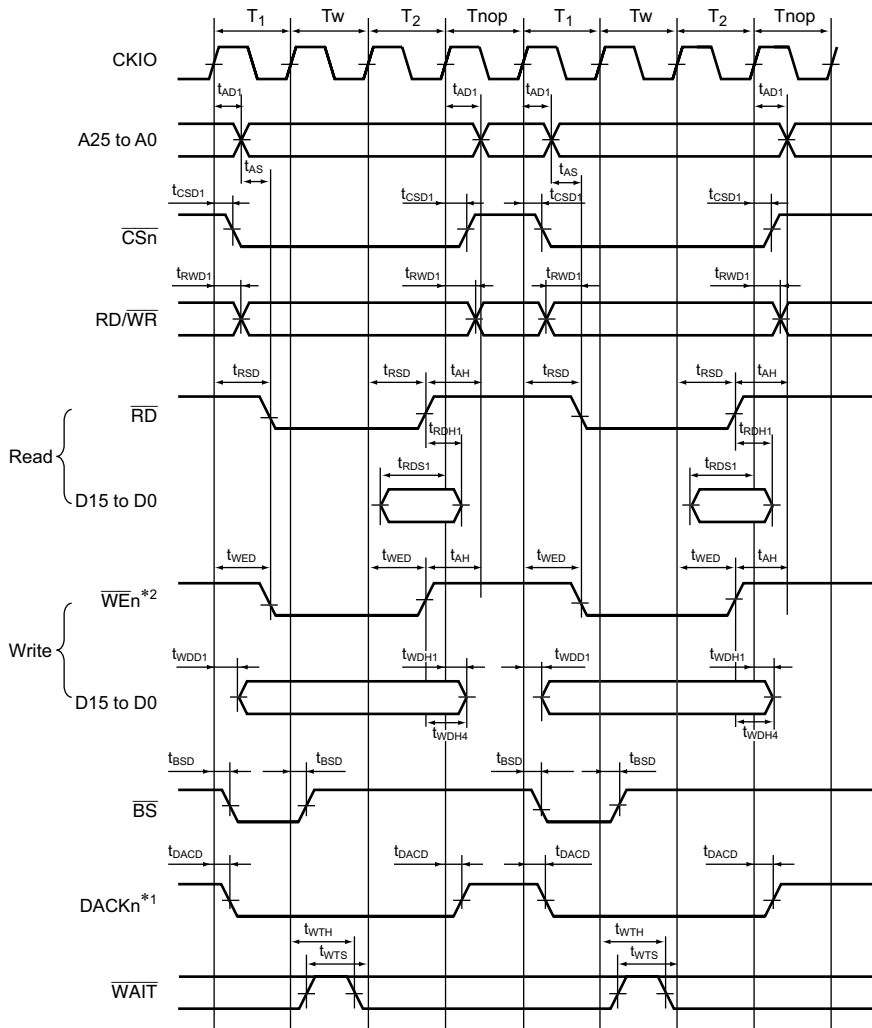 T1 Tw T2 Tnop T1 Tw T2 Tnop
CKIO
tAD1 tAD1 tAD1 tAD1
A25 to A0
tAS tAS
tCSD1 tCSD1 tCSD1 tCSD1
CSn
tRWD1 tRWD1 tRWD1 tRWD1
RD/WR
tRSD tRSD tAH tRSD tRSD tAH
RD
tRDH1 tRDH1
Read
tRDS1 tRDS1
D15 to D0
tWED tWED tAH tWED tWED tAH
WEn*2
Write
tWDD1 tWDH1 tWDD1 tWDH1
D15 to D0
tWDH4 tWDH4
tBSD tBSD tBSD tBSD
BS
tDACD tDACD tDACD tDACD
DACKn*1
tWTH tWTH
tWTS tWTS
WAIT